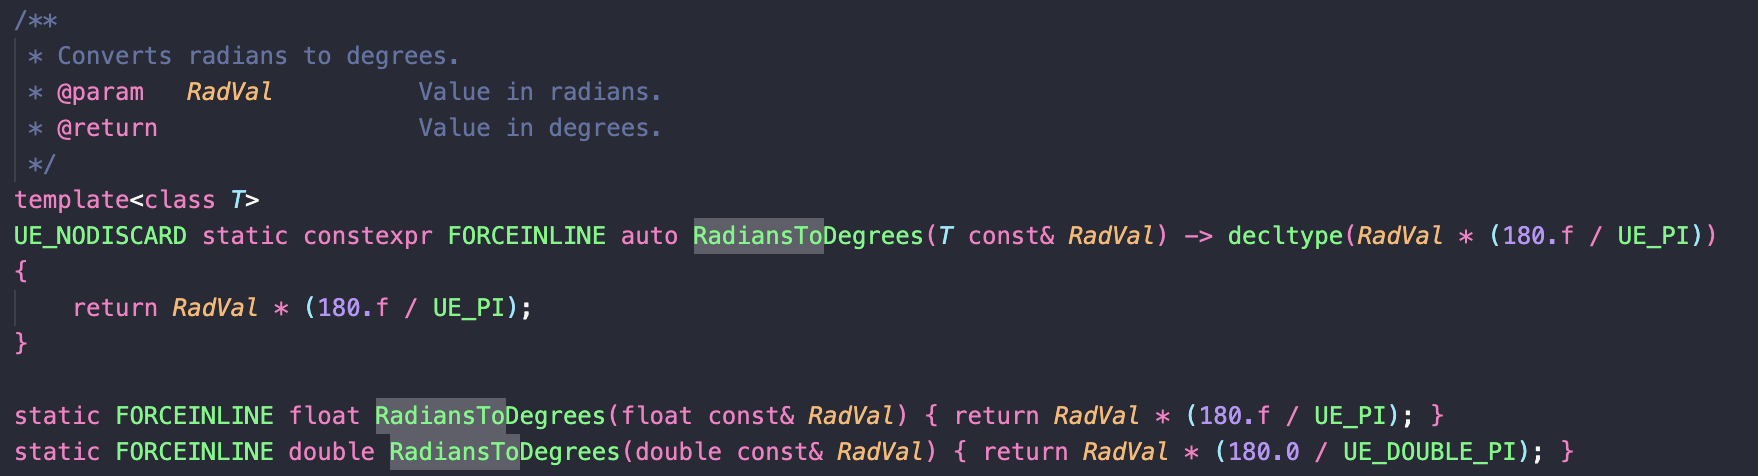 /**
 * Converts radians to degrees.
 * @param   RadVal          Value in radians.
 * @return                  Value in degrees.
 */
template<class T>
UE_NODISCARD static constexpr FORCEINLINE auto RadiansToDegrees(T const& RadVal) -> decltype(RadVal * (180.f / UE_PI))
{
    return RadVal * (180.f / UE_PI);
}

static FORCEINLINE float RadiansToDegrees(float const& RadVal) { return RadVal * (180.f / UE_PI); }
static FORCEINLINE double RadiansToDegrees(double const& RadVal) { return RadVal * (180.0 / UE_DOUBLE_PI); }